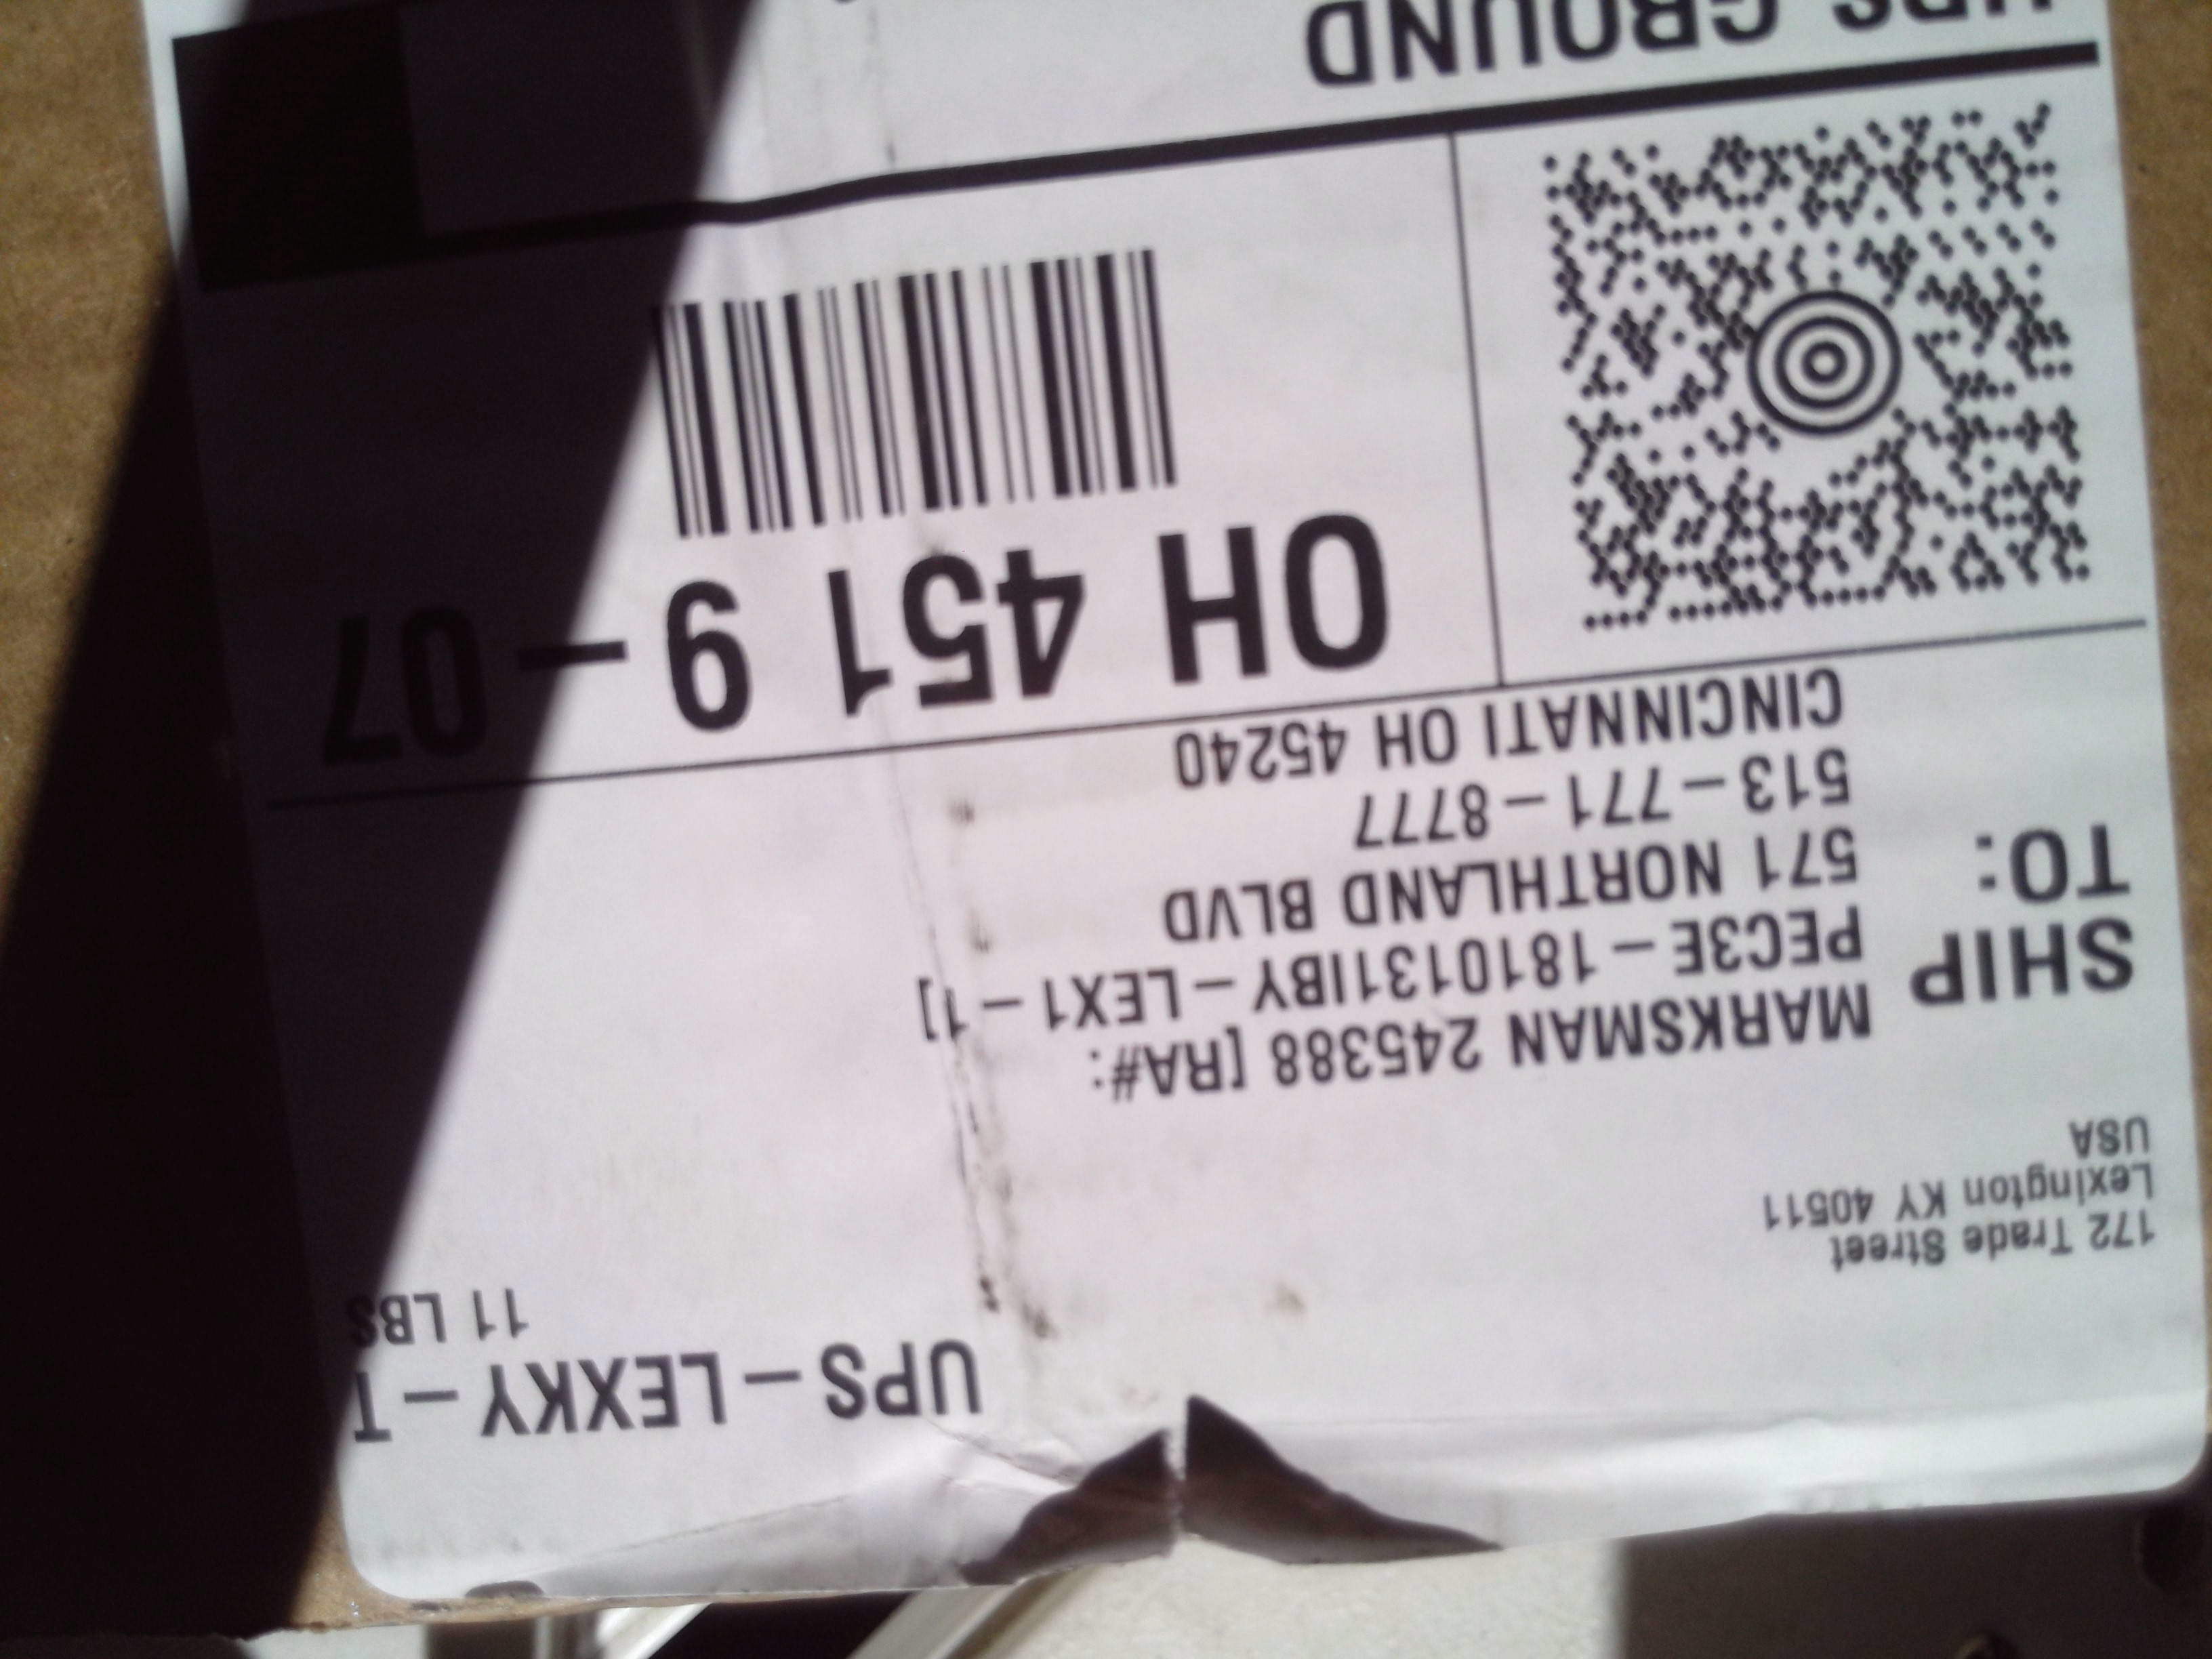 UPS-LEXKY-T
11 LBS
172 Trade Street
Lexington KY 40511
USA
SHIP
TO:
MARKSMAN 245388 [RA#:
PEC3E-1810131IBY-LEX1-1]
571 NORTHLAND BLVD
513-771-8777
CINCINNATI OH 45240
OH 451 9-07
UPS GROUND